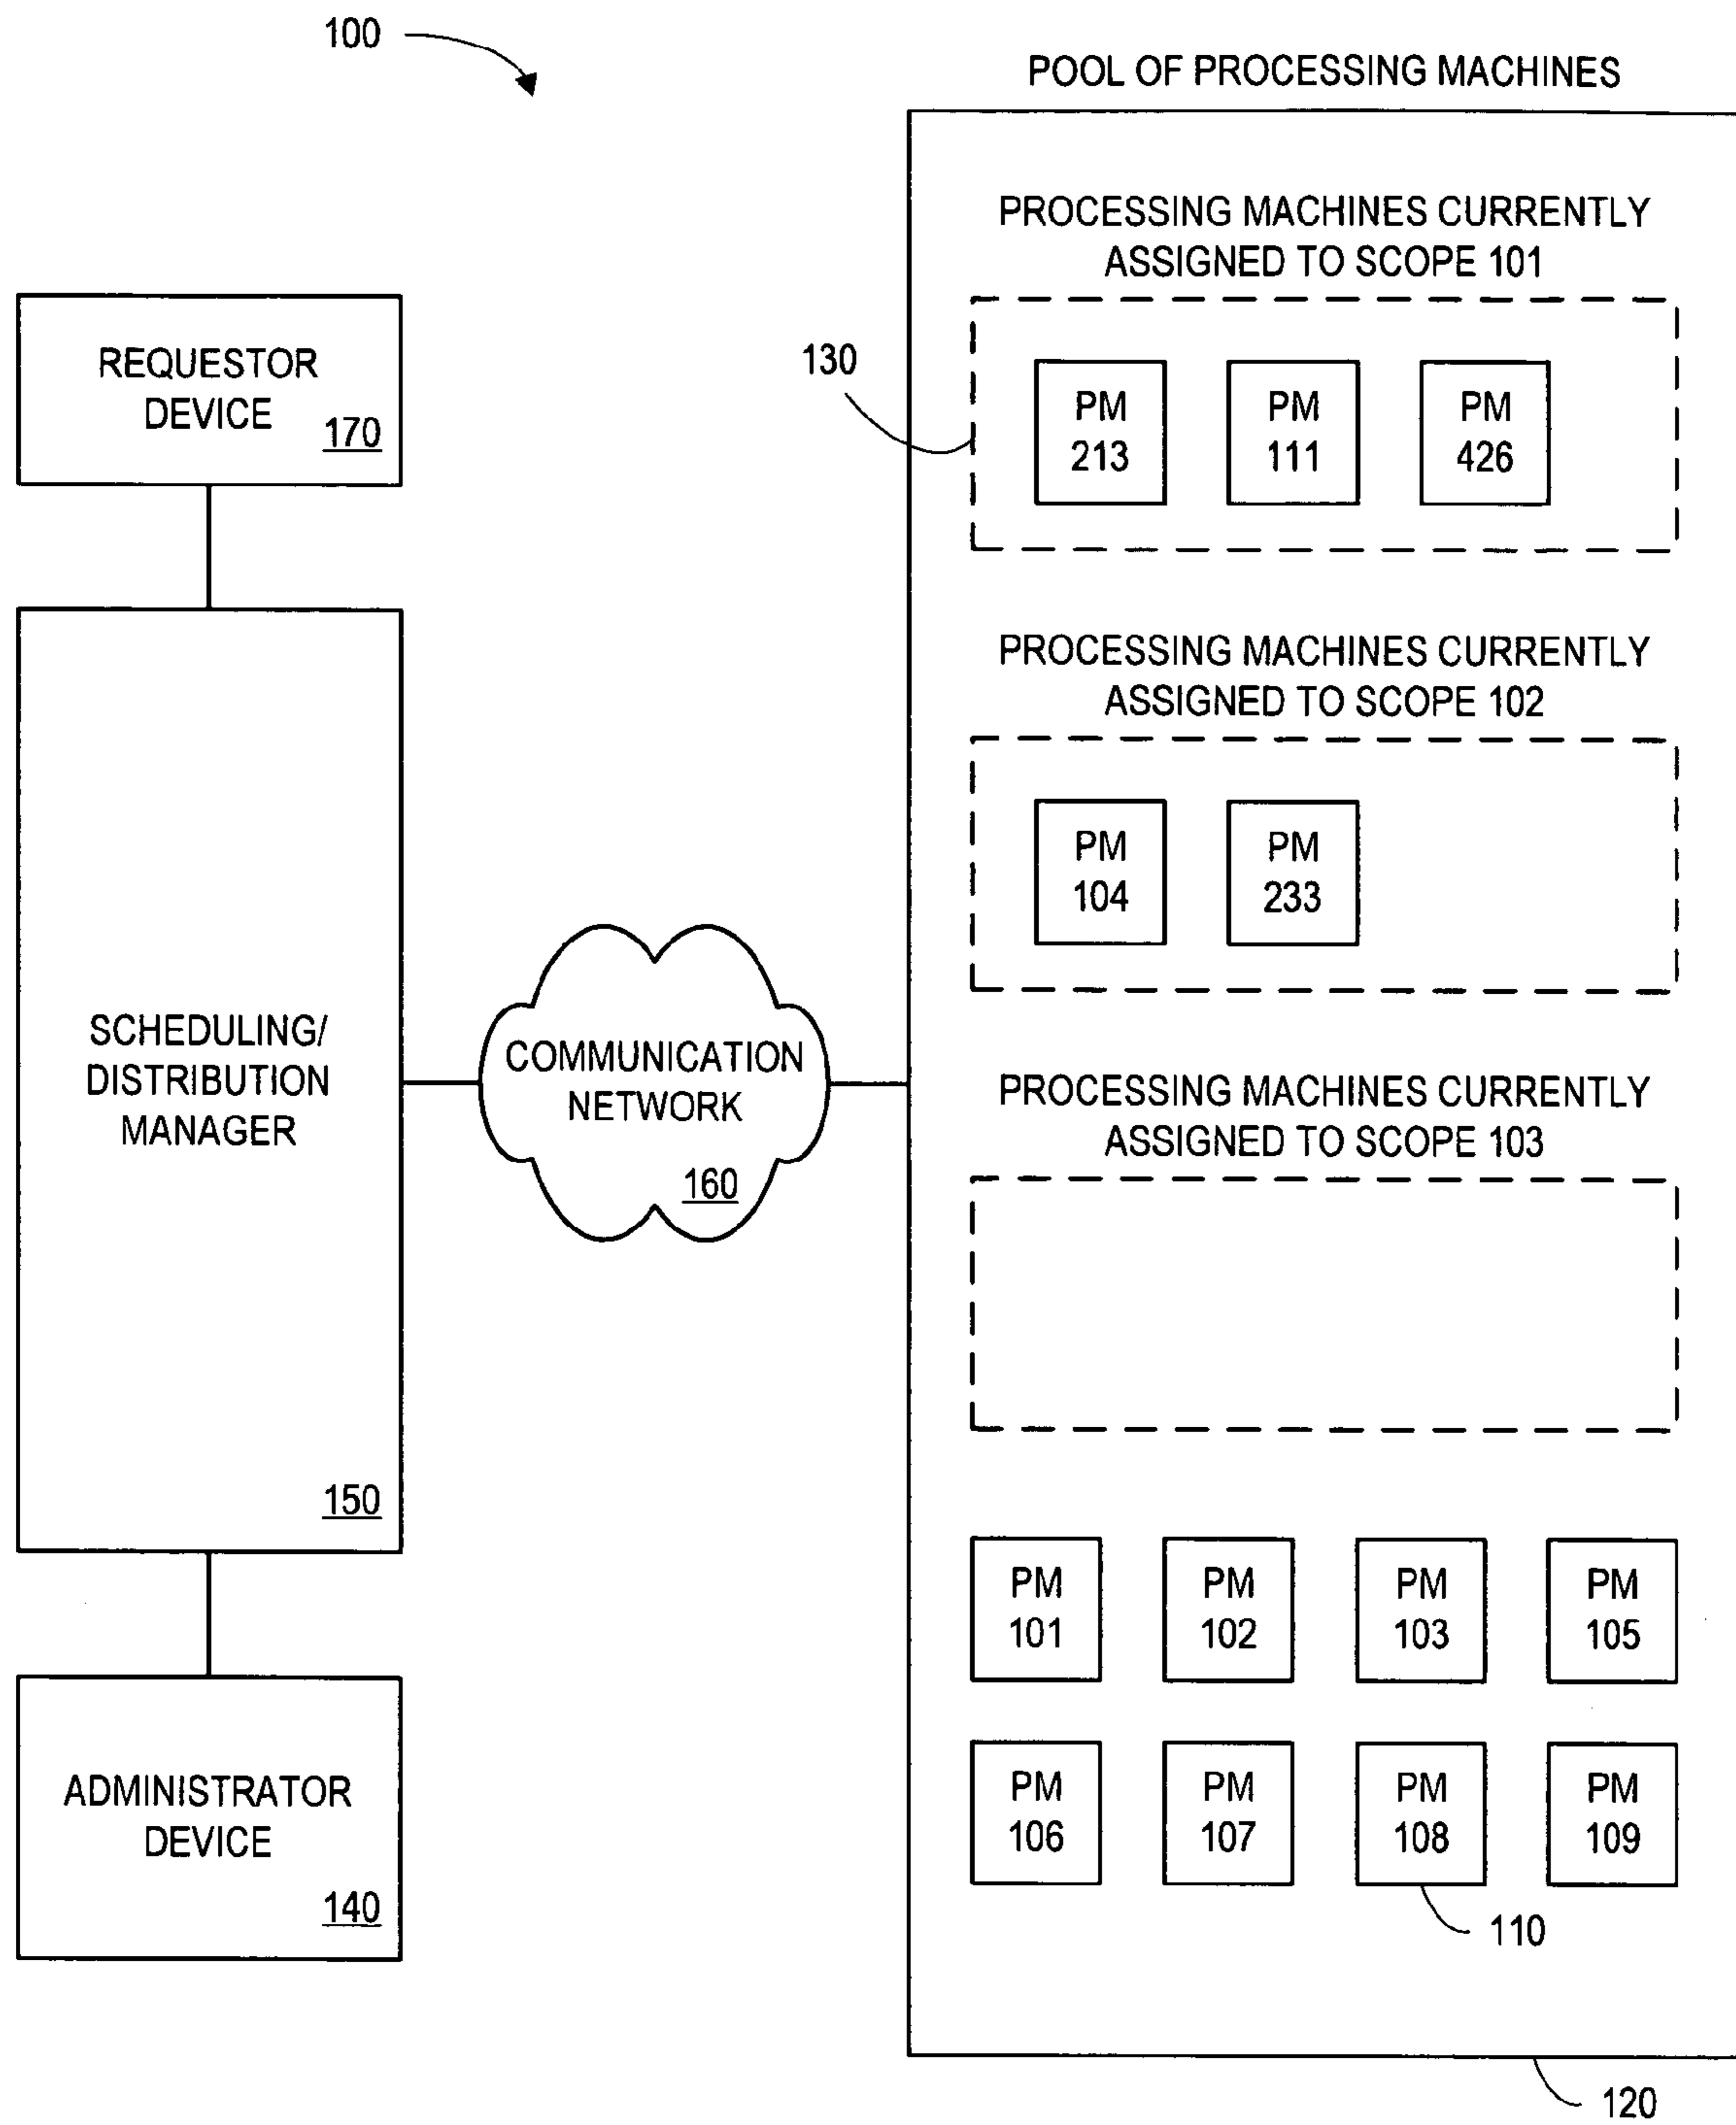 100
POOL OF PROCESSING MACHINES
PROCESSING MACHINES CURRENTLY
ASSIGNED TO SCOPE 101
130
PM
213
PM
111
PM
426
REQUESTOR
DEVICE
170
PROCESSING MACHINES CURRENTLY
ASSIGNED TO SCOPE 102
PM
104
PM
233
SCHEDULING/
DISTRIBUTION
MANAGER
150
COMMUNICATION
NETWORK
160
PROCESSING MACHINES CURRENTLY
ASSIGNED TO SCOPE 103
PM
101
PM
102
PM
103
PM
105
ADMINISTRATOR
DEVICE
140
PM
106
PM
107
PM
108
PM
109
110
120